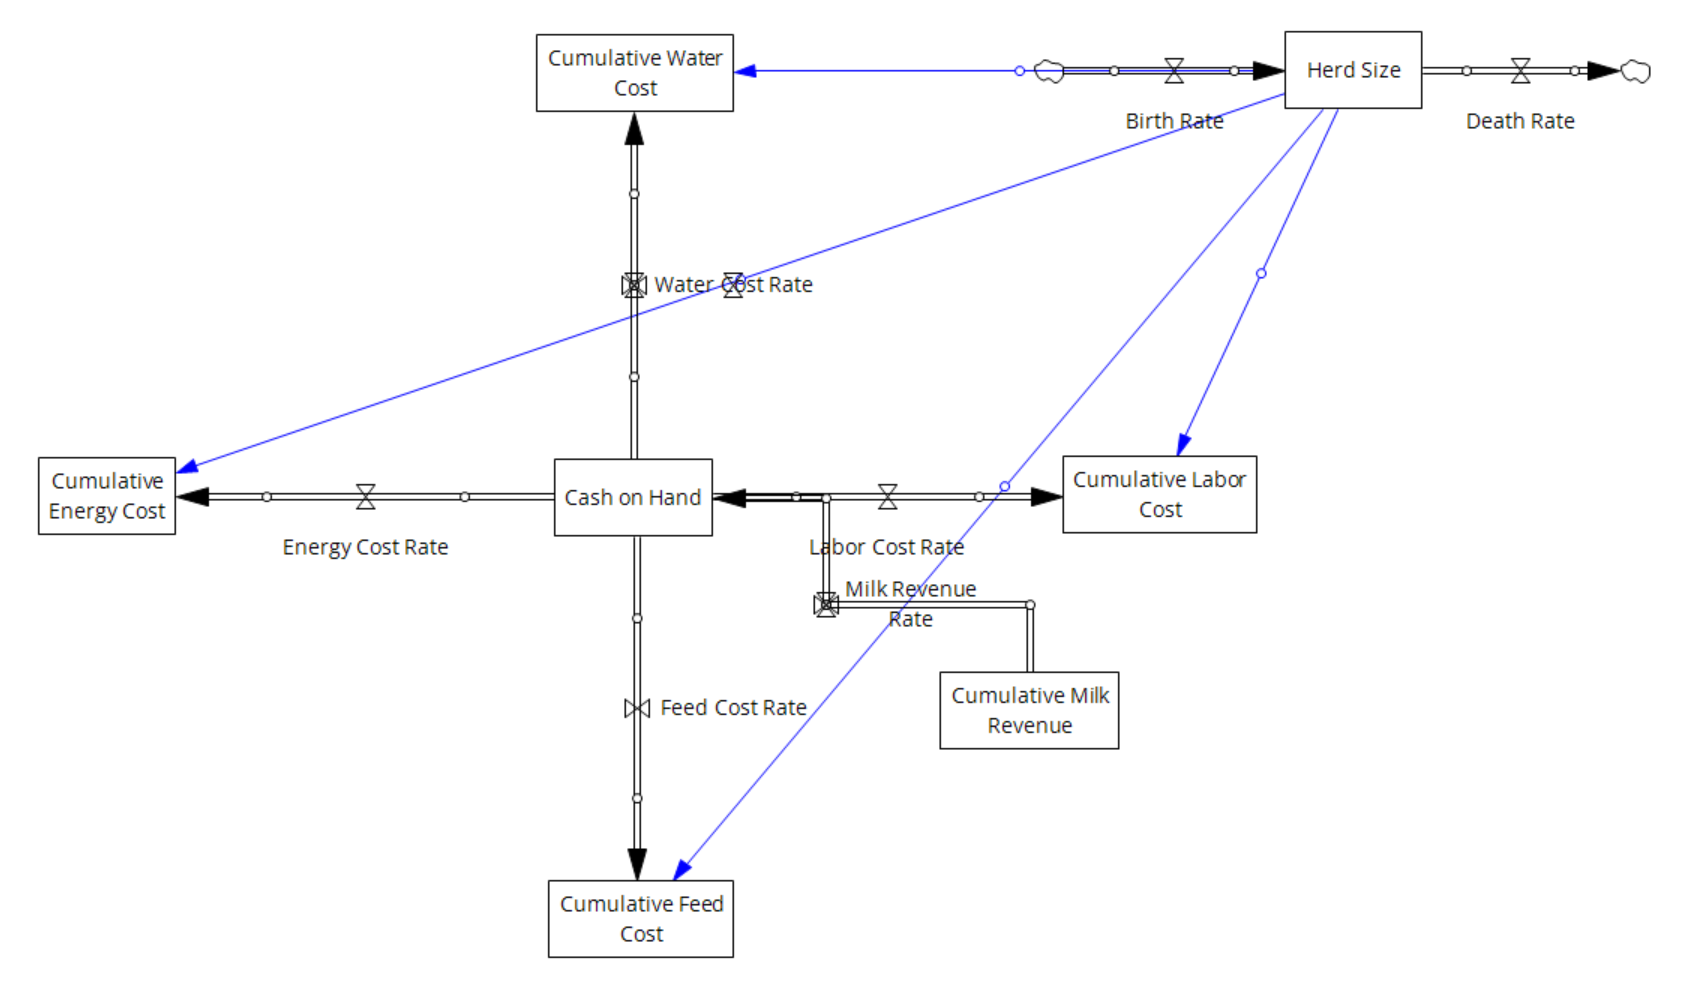 Cumulative Water
Cost
Herd Size
Birth Rate
Death Rate
Water Cost Rate
Cumulative
Energy Cost
Cash on Hand
Cumulative Labor
Cost
Energy Cost Rate
Labor Cost Rate
Milk Revenue
Rate
Cumulative Milk
Revenue
Feed Cost Rate
Cumulative Feed
Cost